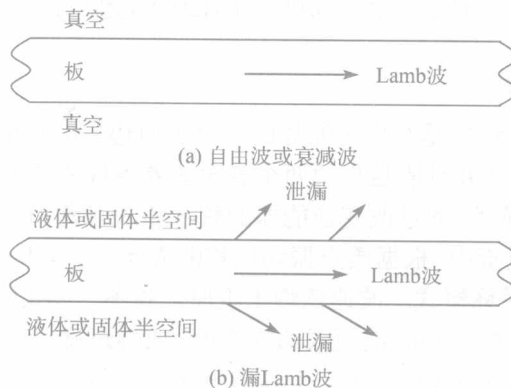 真空
板 Lamb波
真空
(a) 自由波或衰减波
泄漏
液体或固体半空间
板 Lamb波
液体或固体半空间
泄漏
(b) 漏Lamb波